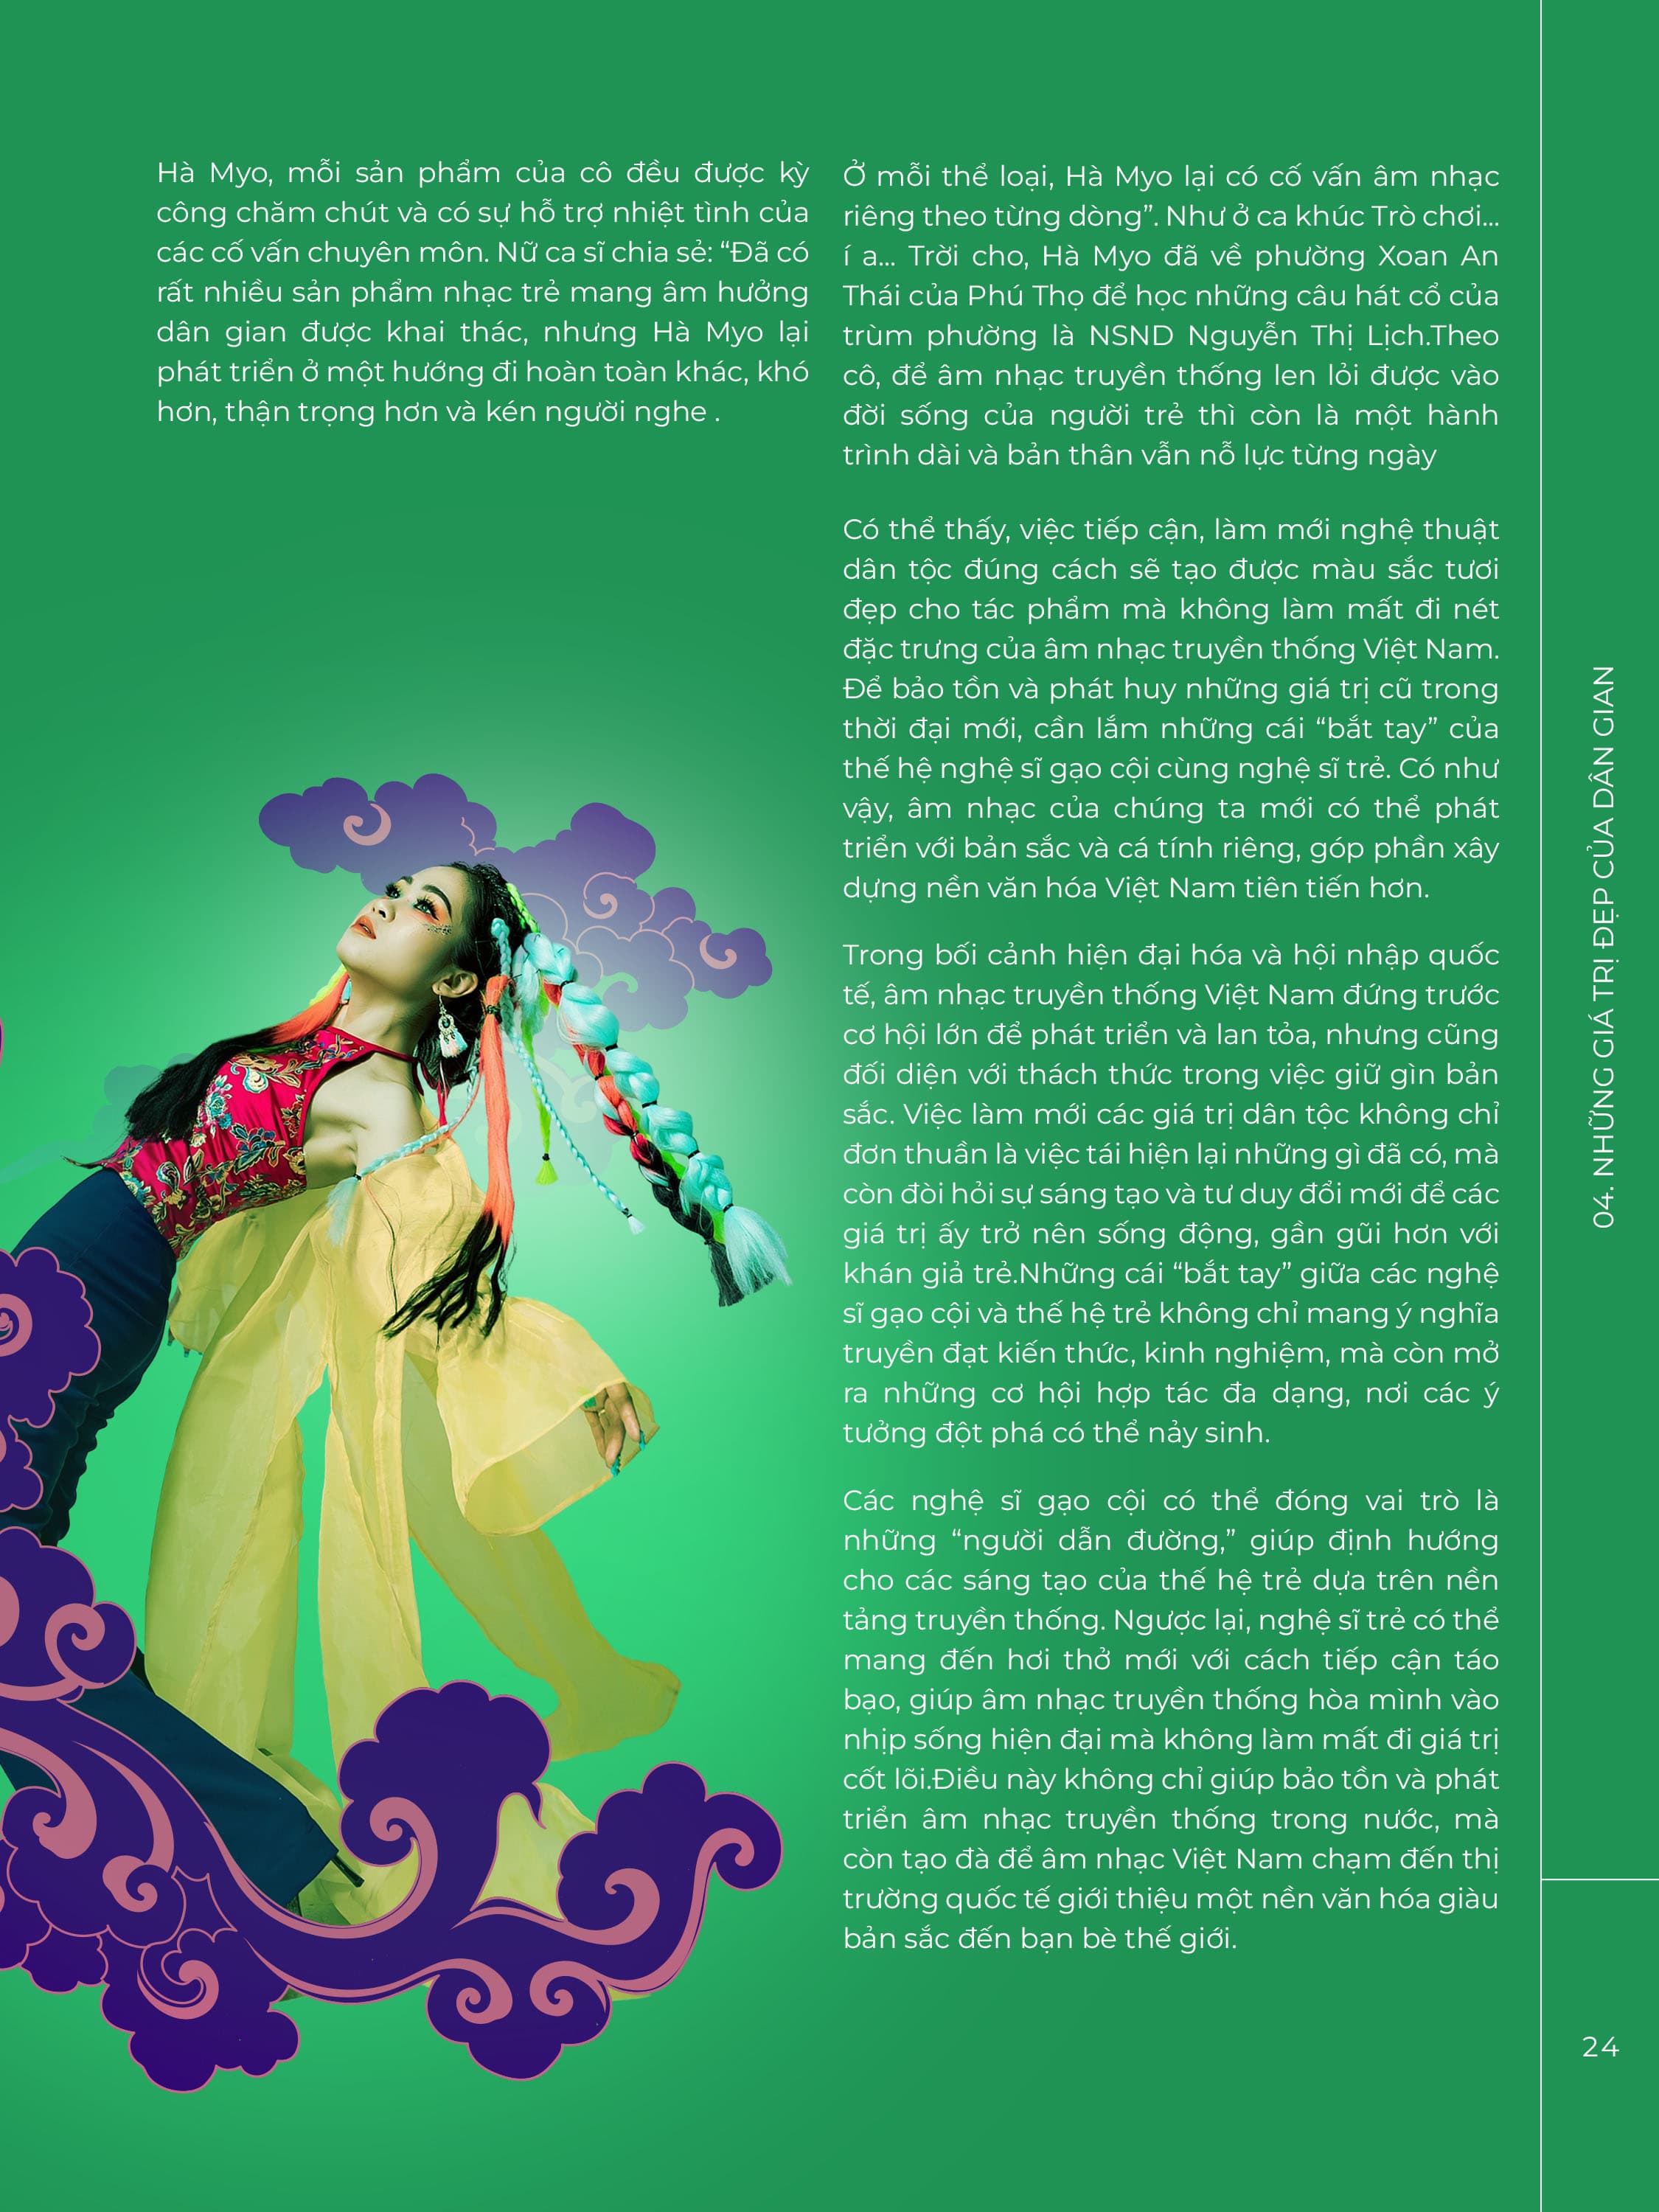 Hà Myo, mỗi sản phẩm của cô đều được kỳ
công chăm chút và có sự hỗ trợ nhiệt tình của
các cố vấn chuyên môn. Nữ ca sĩ chia sẻ: “Đã có
rất nhiều sản phẩm nhạc trẻ mang âm hưởng
dân gian được khai thác, nhưng Hà Myo lại
phát triển ở một hướng đi hoàn toàn khác, khó
hơn, thận trọng hơn và kén người nghe .
Ở mỗi thể loại, Hà Myo lại có cố vấn âm nhạc
riêng theo từng dòng”. Như ở ca khúc Trò chơi...
í a... Trời cho, Hà Myo đã về phường Xoan An
Thái của Phú Thọ để học những câu hát cổ của
trùm phường là NSND Nguyễn Thị Lịch.Theo
cô, để âm nhạc truyền thống len lỏi được vào
đời sống của người trẻ thì còn là một hành
trình dài và bản thân vẫn nỗ lực từng ngày
Có thể thấy, việc tiếp cận, làm mới nghệ thuật
dân tộc đúng cách sẽ tạo được màu sắc tươi
đẹp cho tác phẩm mà không làm mất đi nét
đặc trưng của âm nhạc truyền thống Việt Nam.
Để bảo tồn và phát huy những giá trị cũ trong
thời đại mới, cần lắm những cái “bắt tay” của
thế hệ nghệ sĩ gạo cội cùng nghệ sĩ trẻ. Có như
vậy, âm nhạc của chúng ta mới có thể phát
triển với bản sắc và cá tính riêng, góp phần xây
dựng nền văn hóa Việt Nam tiên tiến hơn.
Trong bối cảnh hiện đại hóa và hội nhập quốc
tế, âm nhạc truyền thống Việt Nam đứng trước
cơ hội lớn để phát triển và lan tỏa, nhưng cũng
đối diện với thách thức trong việc giữ gìn bản
sắc. Việc làm mới các giá trị dân tộc không chỉ
đơn thuần là việc tái hiện lại những gì đã có, mà
còn đòi hỏi sự sáng tạo và tư duy đổi mới để các
giá trị ấy trở nên sống động, gần gũi hơn với
khán giả trẻ.Những cái “bắt tay” giữa các nghệ
sĩ gạo cội và thế hệ trẻ không chỉ mang ý nghĩa
truyền đạt kiến thức, kinh nghiệm, mà còn mở
ra những cơ hội hợp tác đa dạng, nơi các ý
tưởng đột phá có thể nảy sinh.
Các nghệ sĩ gạo cội có thể đóng vai trò là
những “người dẫn đường,” giúp định hướng
cho các sáng tạo của thế hệ trẻ dựa trên nền
tảng truyền thống. Ngược lại, nghệ sĩ trẻ có thể
mang đến hơi thở mới với cách tiếp cận táo
bạo, giúp âm nhạc truyền thống hòa mình vào
nhịp sống hiện đại mà không làm mất đi giá trị
cốt lõi.Điều này không chỉ giúp bảo tồn và phát
triển âm nhạc truyền thống trong nước, mà
còn tạo đà để âm nhạc Việt Nam chạm đến thị
trường quốc tế giới thiệu một nền văn hóa giàu
bản sắc đến bạn bè thế giới.
04. NHỮNG GIÁ TRỊ ĐẸP CỦA DÂN GIAN
24